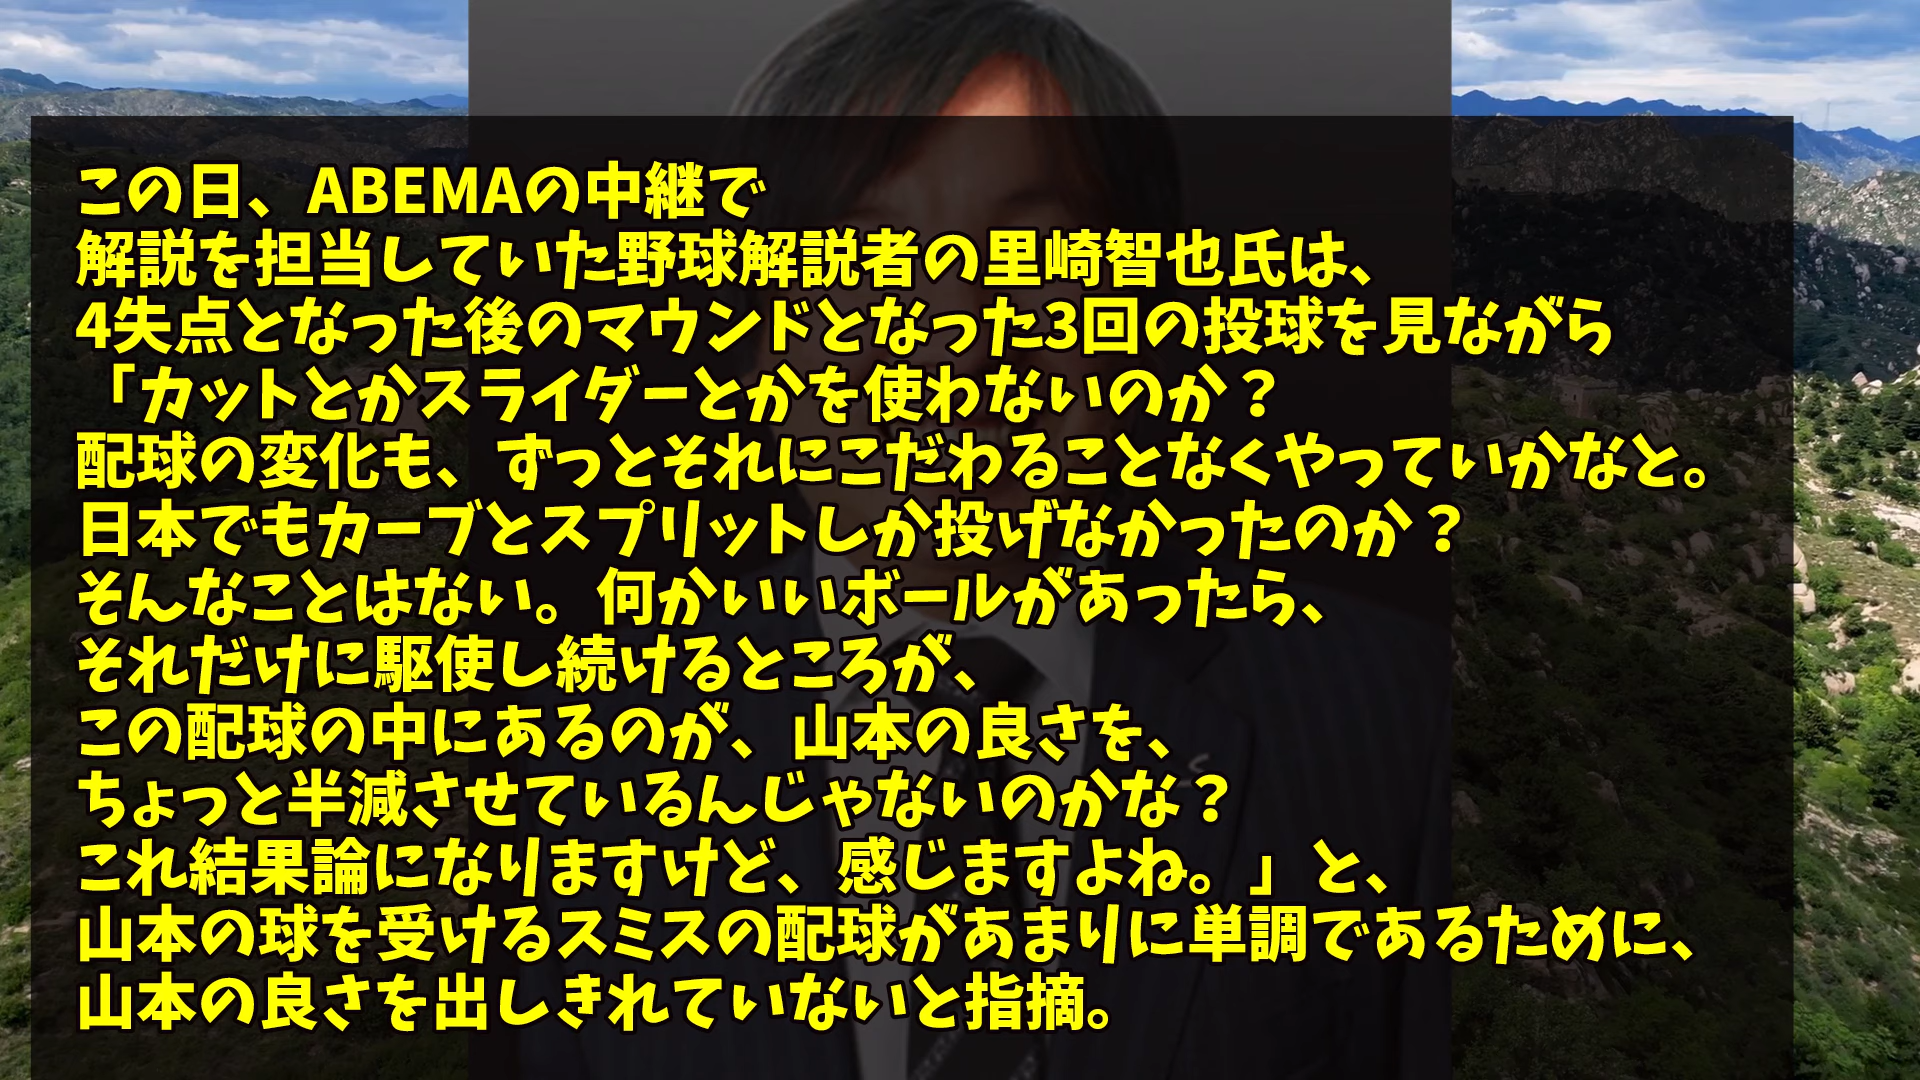 この日、ABEMAの中継で
解説を担当していた野球解説者の里崎智也氏は、
4失点となった後のマウンドとなった3回の投球を見ながら
「カットとかスライダーとかを使わないのか？
配球の変化も、ずっとそれにこだわることなくやっていかなと。
日本でもカーブとスプリットしか投げなかったのか？
そんなことはない。何かいいボールがあったら、
それだけに駆使し続けるところが、
この配球の中にあるのが、山本の良さを、
ちょっと半減させているんじゃないのかな？
これ結果論になりますけど、感じますよね。」と、
山本の球を受けるスミスの配球があまりに単調であるために、
山本の良さを出しきれていないと指摘。